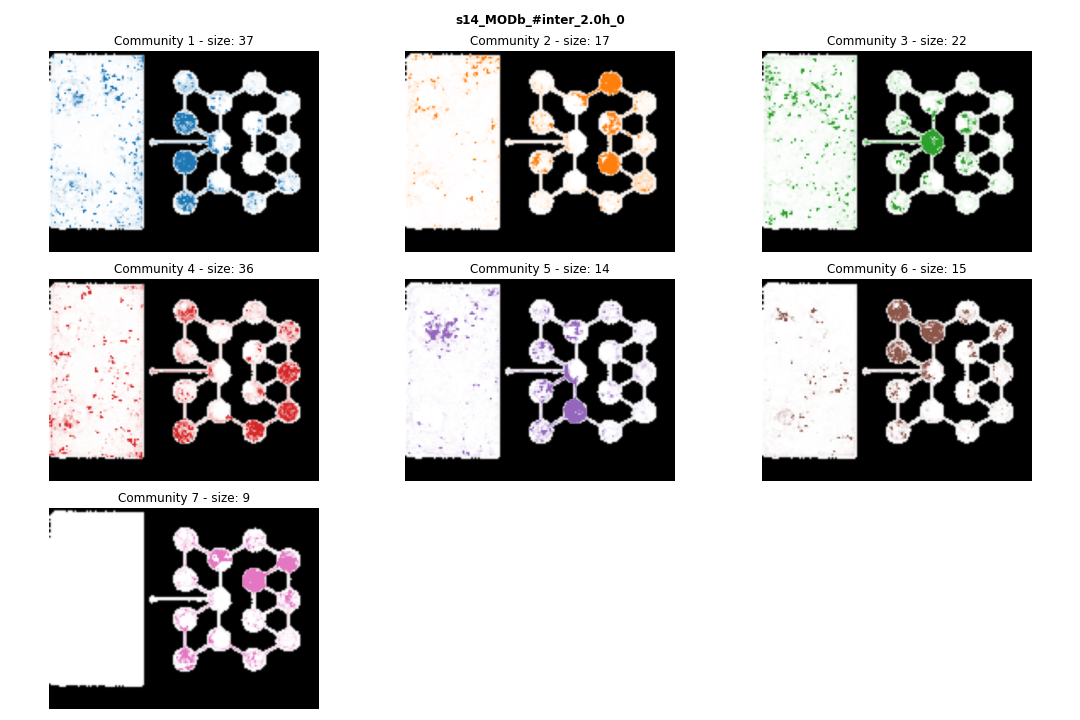 s14_MODb_#inter_2.0h_0
Community 1 - size: 37
Community 2 - size: 17
Community 3 - size: 22
Community 4 - size: 36
Community 5 - size: 14
Community 6 - size: 15
Community 7 - size: 9